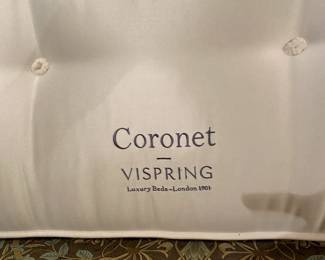 Coronet
VISPRING
Luxury Beds–London 1901